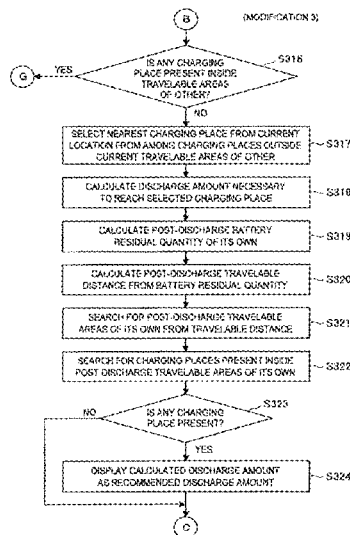 B
(MODIFICATION 3)
S316
IS ANY CHARGING
PLACE PRESENT INSIDE
TRAVELABLE AREAS
OF OTHER?
YES
G
NO
SELECT NEAREST CHARGING PLACE FROM CURRENT
LOCATION FROM AMONG CHARGING PLACES OUTSIDE
CURRENT TRAVELABLE AREAS OF OTHER
S317
CALCULATE DISCHARGE AMOUNT NECESSARY
TO REACH SELECTED CHARGING PLACE
S318
CALCULATE POST-DISCHARGE BATTERY
RESIDUAL QUANTITY OF ITS OWN
S319
CALCULATE POST-DISCHARGE TRAVELABLE
DISTANCE FROM BATTERY RESIDUAL QUANTITY
S320
SEARCH FOR POST-DISCHARGE TRAVELABLE
AREAS OF ITS OWN FROM TRAVELABLE DISTANCE
S321
SEARCH FOR CHARGING PLACES PRESENT INSIDE
POST DISCHARGE TRAVELABLE AREAS OF ITS OWN
S322
S323
NO
IS ANY CHARGING
PLACE PRESENT?
YES
DISPLAY CALCULATED DISCHARGE AMOUNT
AS RECOMMENDED DISCHARGE AMOUNT
S324
C